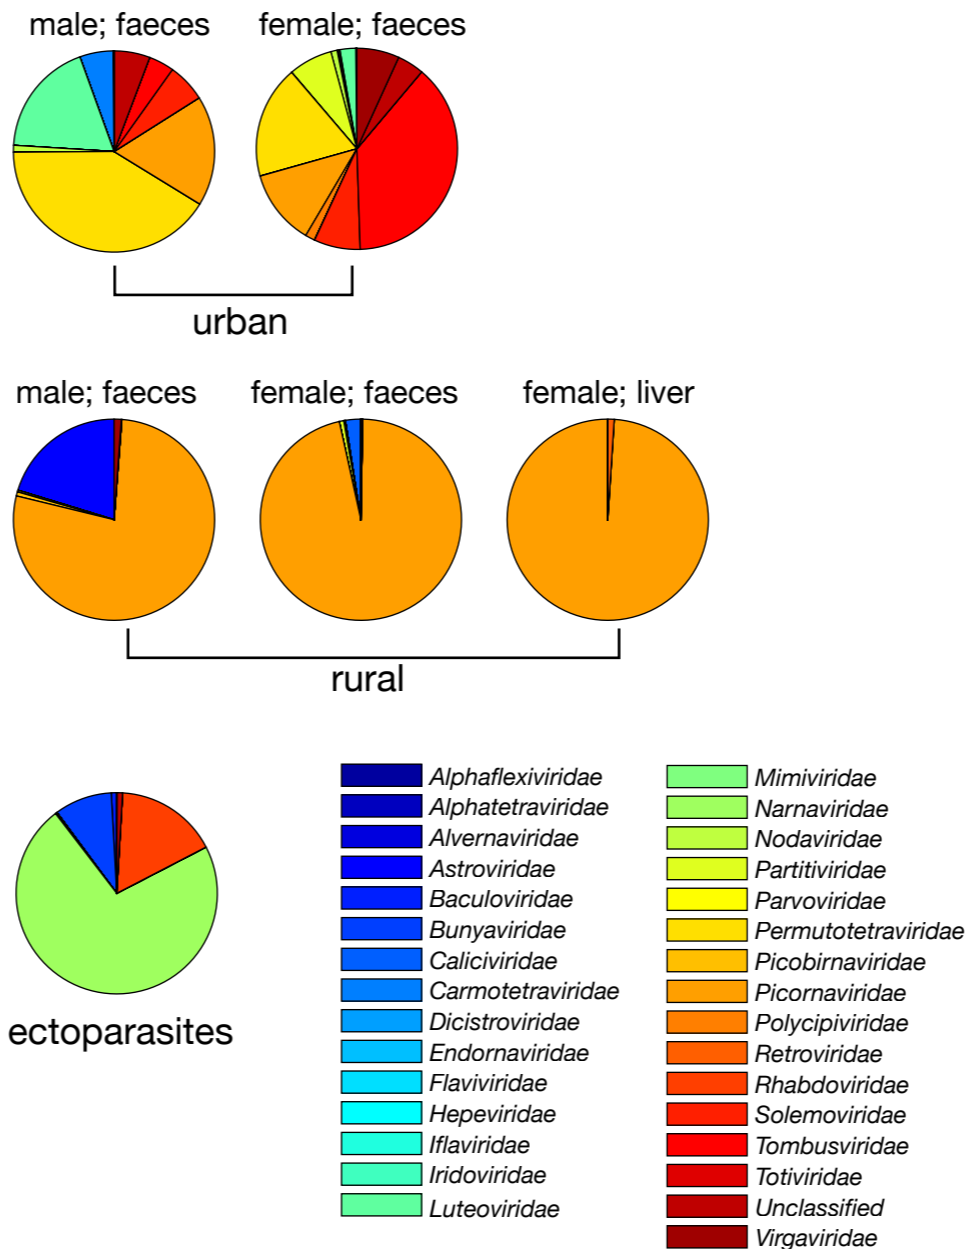 male; faeces
female; faeces
urban
male; faeces
female; faeces
female; liver
rural
ectoparasites
Alphaflexiviridae
Alphatetraviridae
Alvernaviridae
Astroviridae
Baculoviridae
Bunyaviridae
Caliciviridae
Carmotetraviridae
Dicistroviridae
Endornaviridae
Flaviviridae
Hepeviridae
Iflaviridae
Iridoviridae
Luteoviridae
Mimiviridae
Narnaviridae
Nodaviridae
Partitiviridae
Parvoviridae
Permutotetraviridae
Picobirnaviridae
Picornaviridae
Polycipiviridae
Retroviridae
Rhabdoviridae
Solemoviridae
Tombusviridae
Totiviridae
Unclassified
Virgaviridae